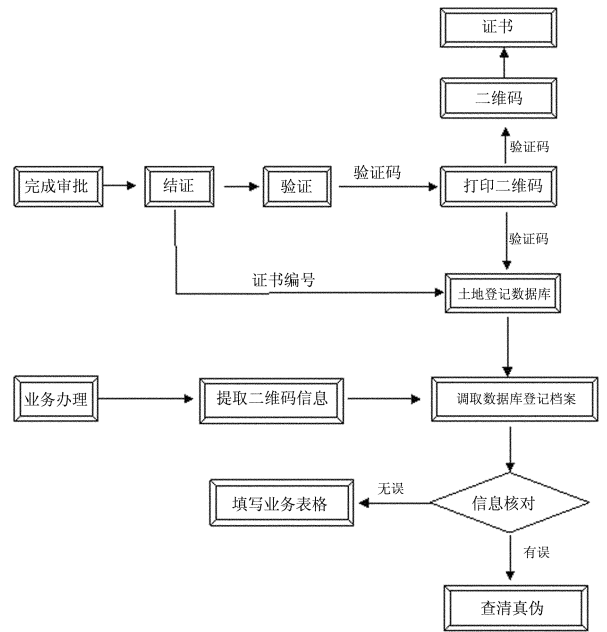 证书
二维码
验证码
完成审批
结证
验证
验证码
打印二维码
验证码
证书编号
土地登记数据库
业务办理
提取二维码信息
调取数据库登记档案
填写业务表格
无误
信息核对
有误
查清真伪